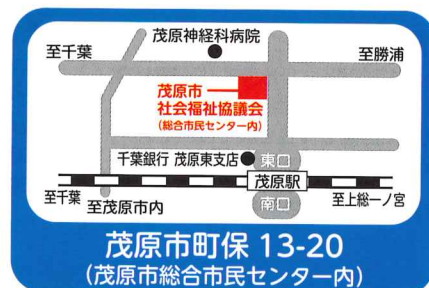 茂原神経科病院
至千葉
至勝浦
茂原市
社会福祉協議会
(総合市民センター内)
千葉銀行 茂原東支店
東口
茂原駅
至千葉
至茂原市内
南口
至上総一ノ宮
茂原市町保 13-20
(茂原市総合市民センター内)